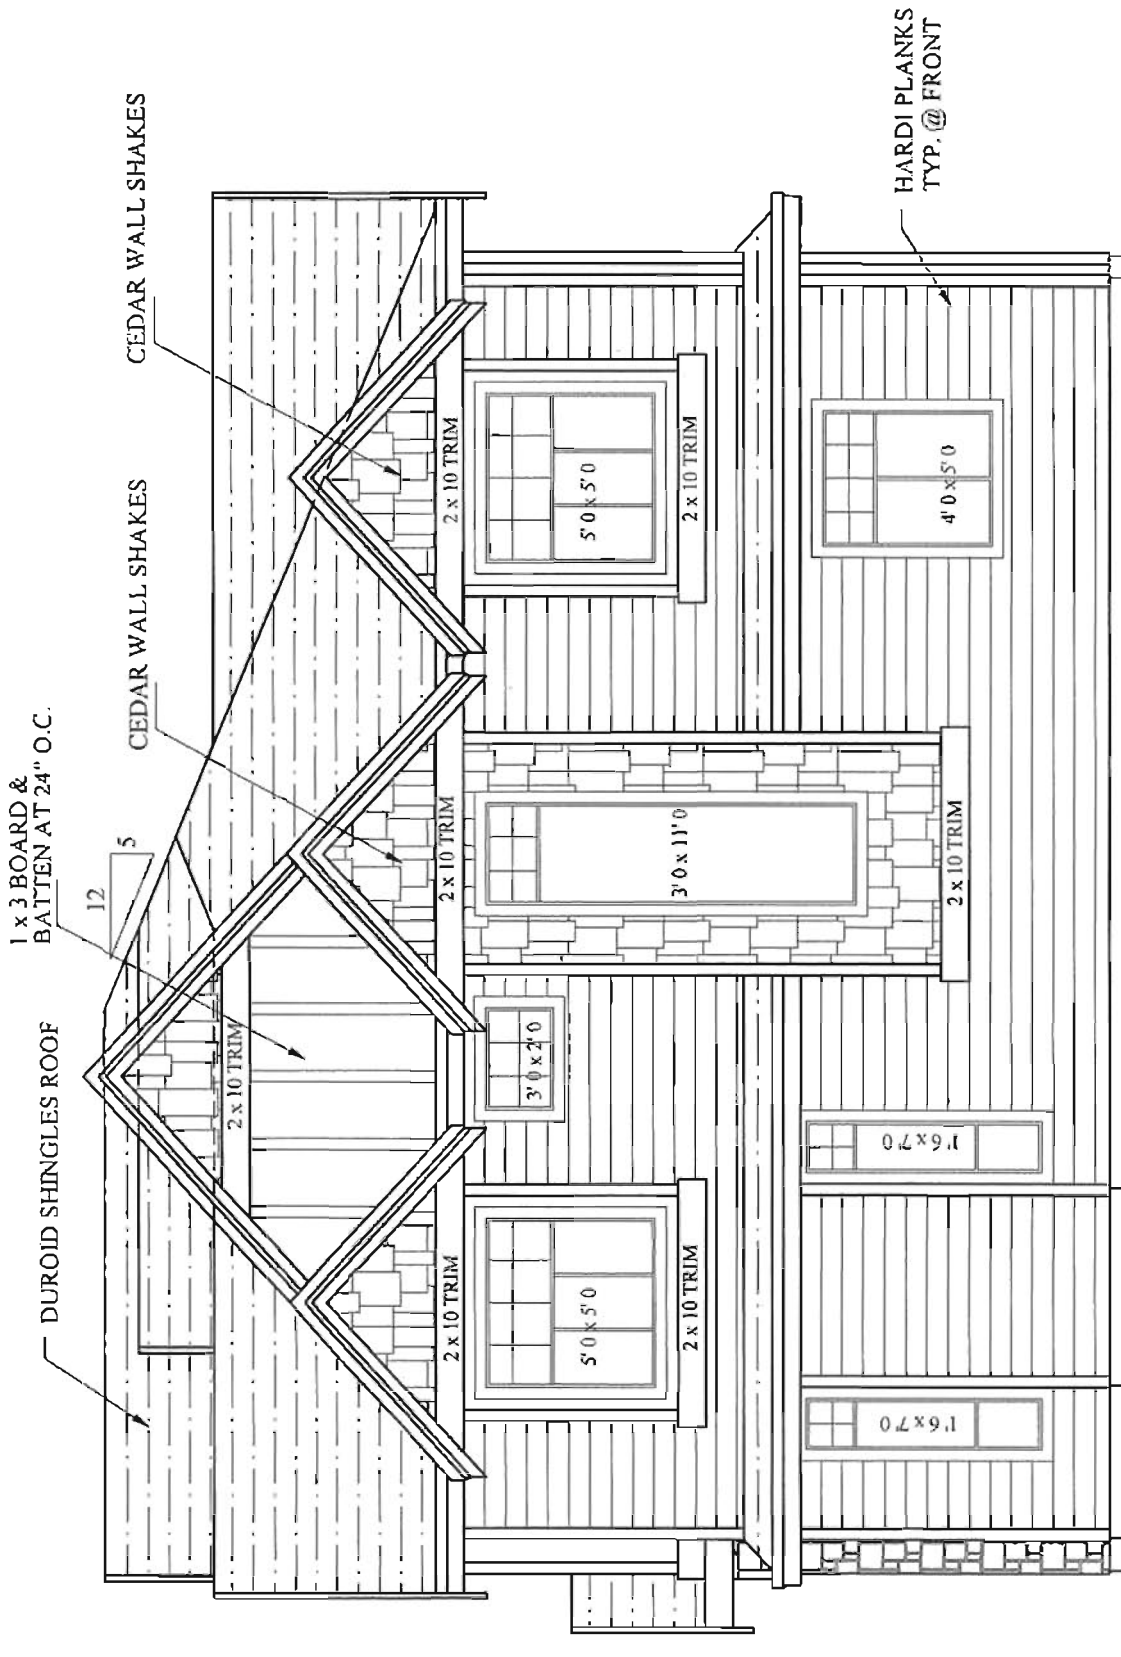 DUROID SHINGLES ROOF
1 x 3 BOARD &
BATTEN AT 24" O.C.
12
5
CEDAR WALL SHAKES
CEDAR WALL SHAKES
2 x 10 TRIM
2 x 10 TRIM
2 x 10 TRIM
2 x 10 TRIM
5' 0 x 5' 0
3' 0 x 2' 0
3' 0 x 11' 0
5' 0 x 5' 0
2 x 10 TRIM
2 x 10 TRIM
2 x 10 TRIM
1' 6 x 7' 0
1' 6 x 7' 0
4' 0 x 5' 0
HARDI PLANKS
TYP. @ FRONT